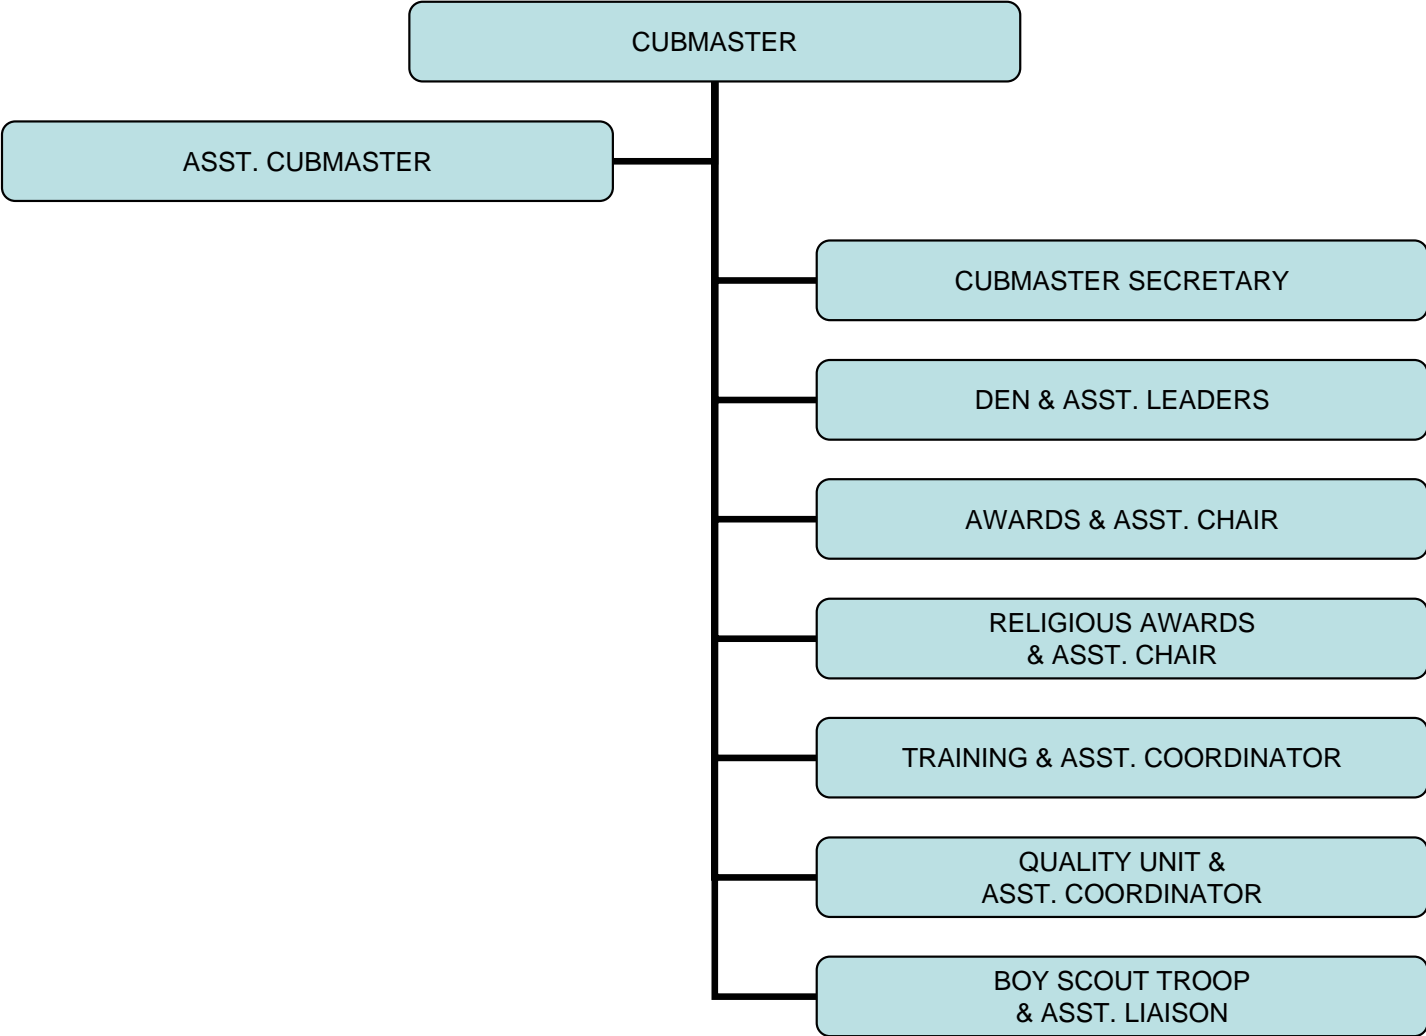 CUBMASTER
ASST. CUBMASTER
CUBMASTER SECRETARY
DEN & ASST. LEADERS
AWARDS & ASST. CHAIR
RELIGIOUS AWARDS
& ASST. CHAIR
TRAINING & ASST. COORDINATOR
QUALITY UNIT &
ASST. COORDINATOR
BOY SCOUT TROOP
& ASST. LIAISON